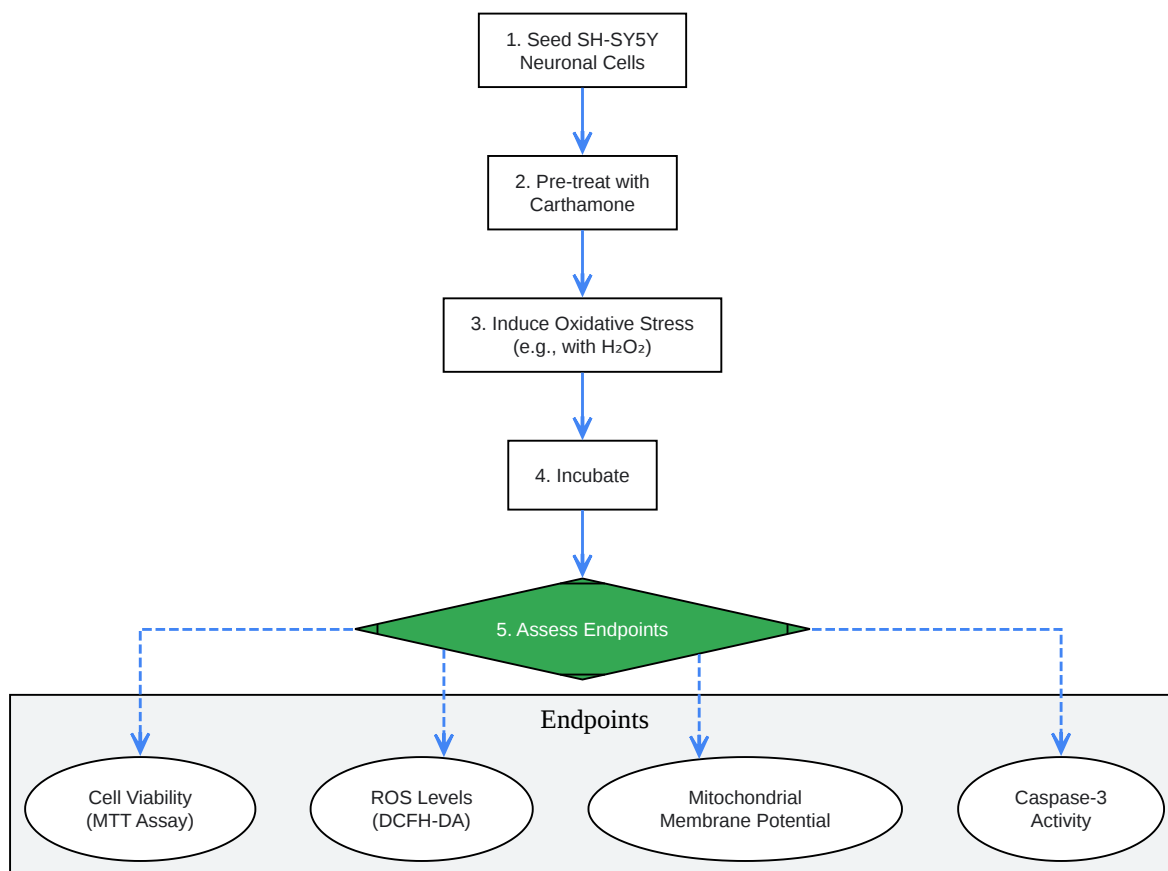 1. Seed SH-SY5Y
Neuronal Cells
2. Pre-treat with
Carthamone
3. Induce Oxidative Stress
(e.g., with H₂O₂)
4. Incubate
5. Assess Endpoints
Endpoints
Cell Viability
(MTT Assay)
ROS Levels
(DCFH-DA)
Mitochondrial
Membrane Potential
Caspase-3
Activity